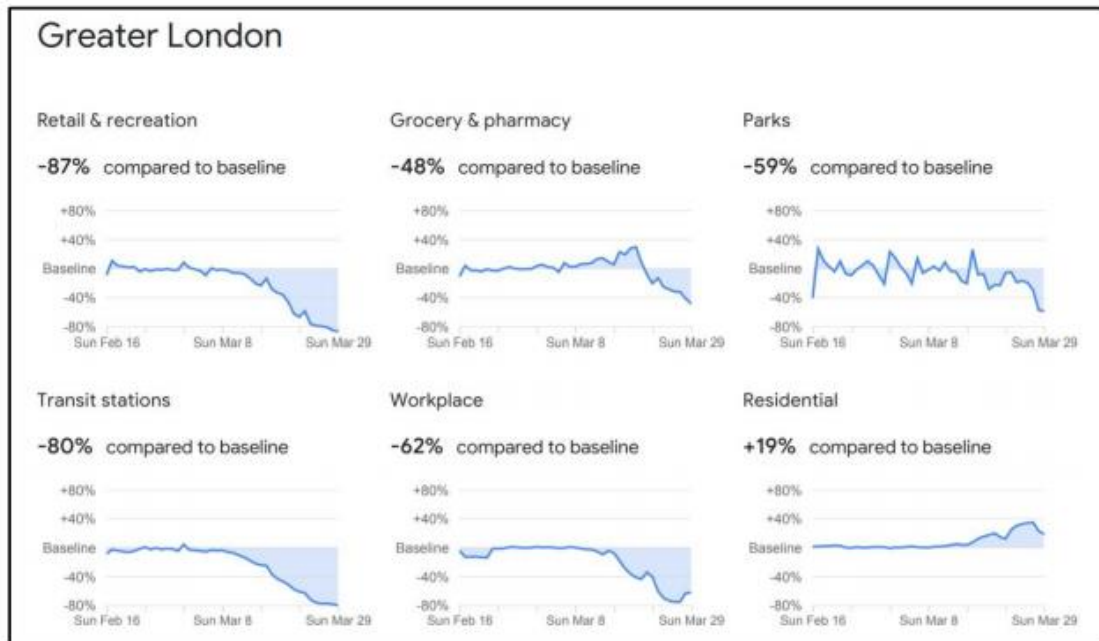 Greater London
Retail & recreation
-87% compared to baseline
+80%
+40%
Baseline
-40%
-80%
Sun Feb 16 Sun Mar 8 Sun Mar 29
Grocery & pharmacy
-48% compared to baseline
+80%
+40%
Baseline
-40%
-80%
Sun Feb 16 Sun Mar 8 Sun Mar 29
Parks
-59% compared to baseline
+80%
+40%
Baseline
-40%
-80%
Sun Feb 16 Sun Mar 8 Sun Mar 29
Transit stations
-80% compared to baseline
+80%
+40%
Baseline
-40%
-80%
Sun Feb 16 Sun Mar 8 Sun Mar 29
Workplace
-62% compared to baseline
+80%
+40%
Baseline
-40%
-80%
Sun Feb 16 Sun Mar 8 Sun Mar 29
Residential
+19% compared to baseline
+80%
+40%
Baseline
-40%
-80%
Sun Feb 16 Sun Mar 8 Sun Mar 29